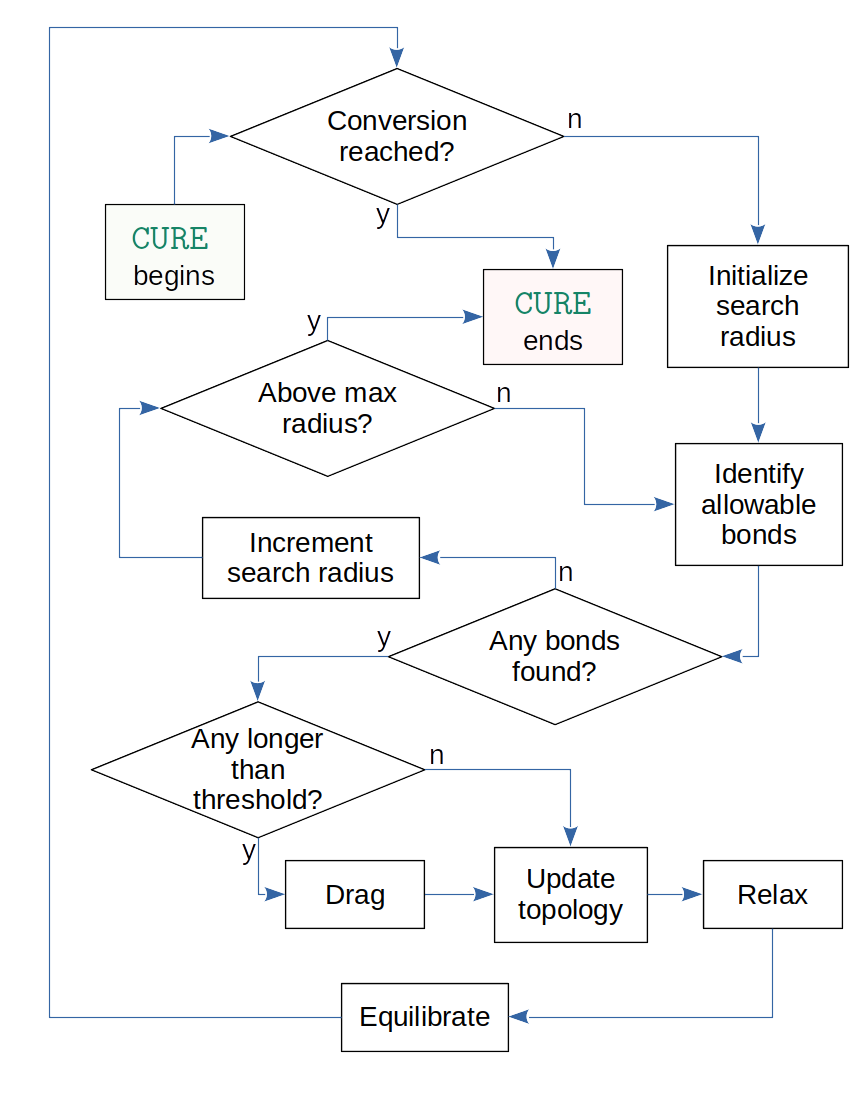 Conversion
reached?
n
y
CURE
begins
Initialize
search
radius
CURE
ends
y
Above max
radius?
n
Identify
allowable
bonds
Increment
search radius
n
Any bonds
found?
y
Any longer
than
threshold?
n
y
Drag
Update
topology
Relax
Equilibrate